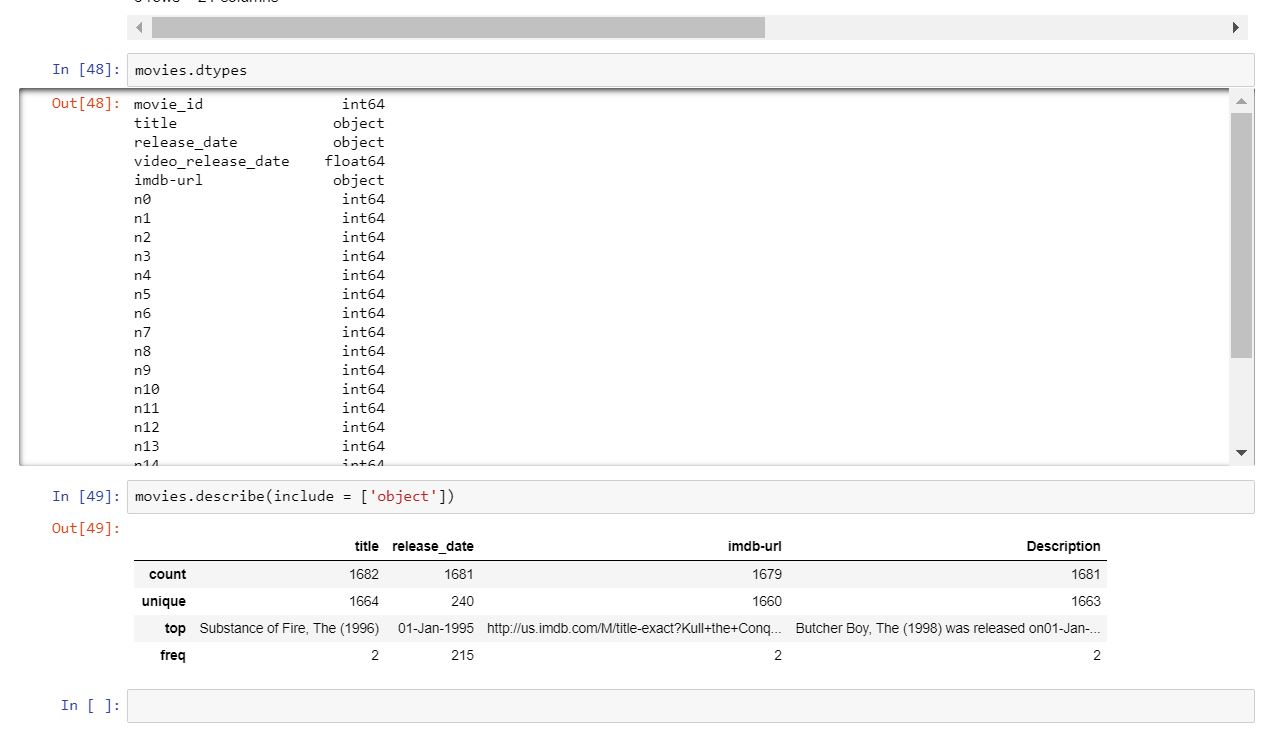 In [48]: movies.dtypes
Out[48]: movie_id int64
title object
release_date object
video_release_date float64
imdb-url object
n0 int64
n1 int64
n2 int64
n3 int64
n4 int64
n5 int64
n6 int64
n7 int64
n8 int64
n9 int64
n10 int64
n11 int64
n12 int64
n13 int64
n14 int64
In [49]: movies.describe(include = ['object'])
Out[49]:
title release_date imdb-url Description
count 1682 1681 1679 1681
unique 1664 240 1660 1663
top Substance of Fire, The (1996) 01-Jan-1995 http://us.imdb.com/M/title-exact?Kull+the+Conq... Butcher Boy, The (1998) was released on01-Jan-...
freq 2 215 2 2
In [ ]: